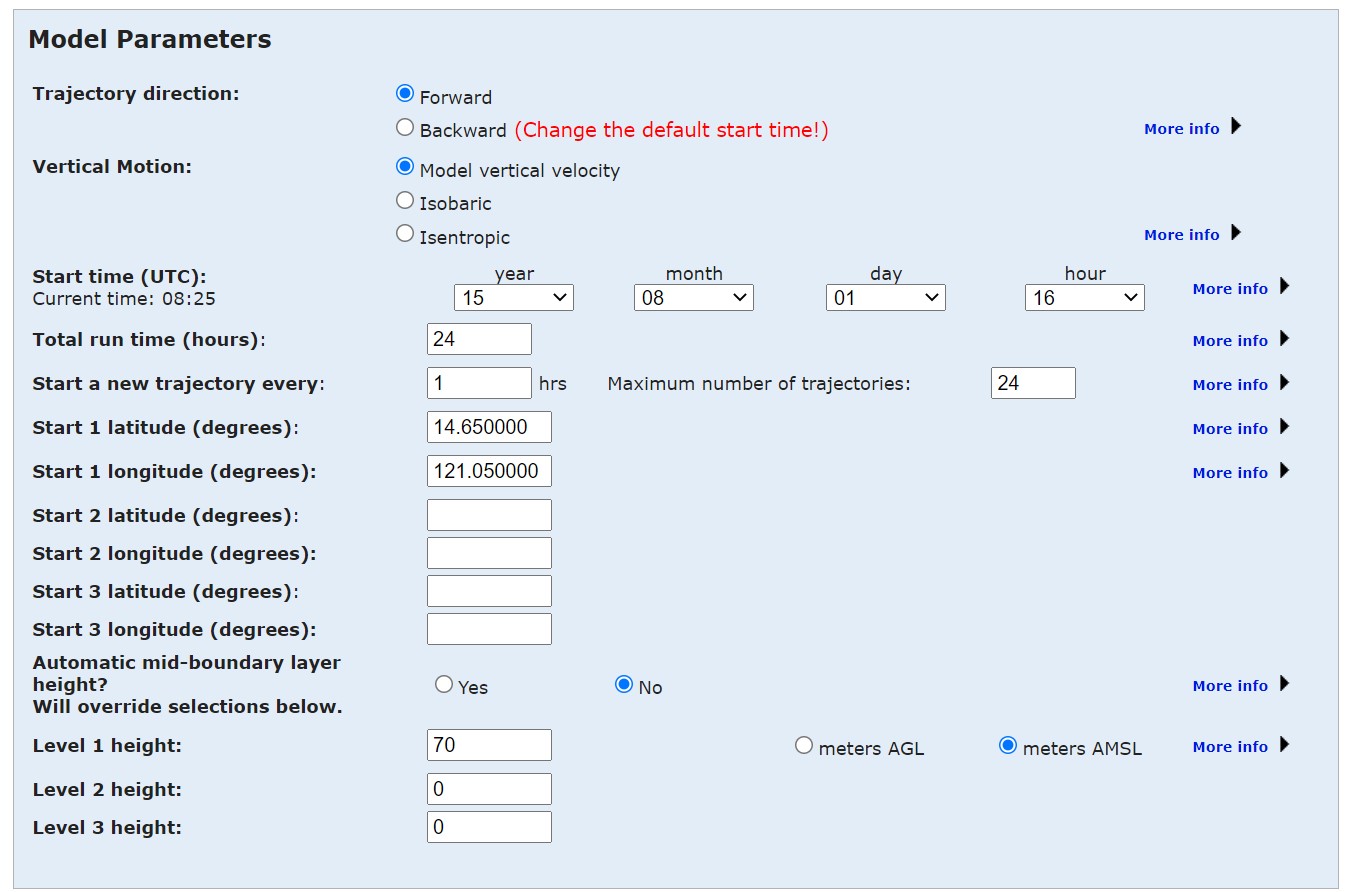 Model Parameters
Trajectory direction: Forward
Backward (Change the default start time!) More info
Vertical Motion: Model vertical velocity
Isobaric
Isentropic More info
year month day hour
Start time (UTC): 15 08 01 16 More info
Current time: 08:25
Total run time (hours): 24 More info
Start a new trajectory every: 1 hrs Maximum number of trajectories: 24 More info
Start 1 latitude (degrees): 14.650000 More info
Start 1 longitude (degrees): 121.050000 More info
Start 2 latitude (degrees):
Start 2 longitude (degrees):
Start 3 latitude (degrees):
Start 3 longitude (degrees):
Automatic mid-boundary layer
height? Yes No More info
Will override selections below.
Level 1 height: 70 meters AGL meters AMSL More info
Level 2 height: 0
Level 3 height: 0